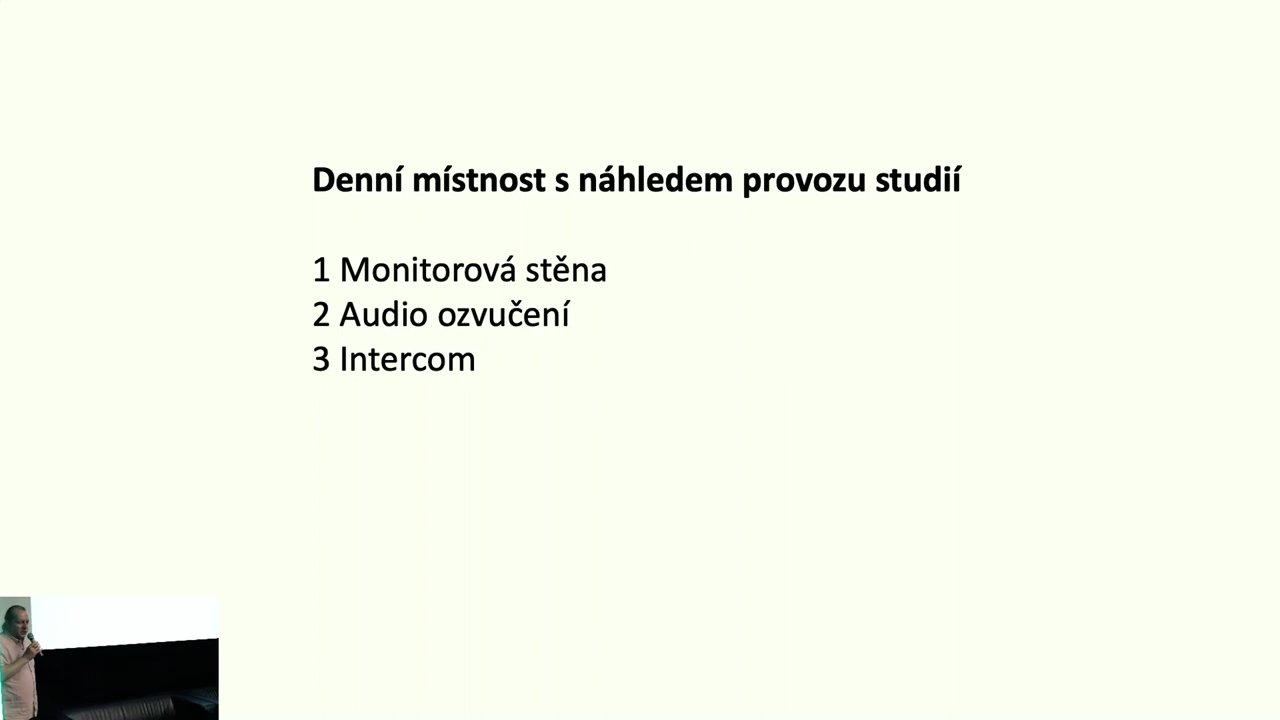 Denní místnost s náhledem provozu studií
1 Monitorová stěna
2 Audio ozvučení
3 Intercom